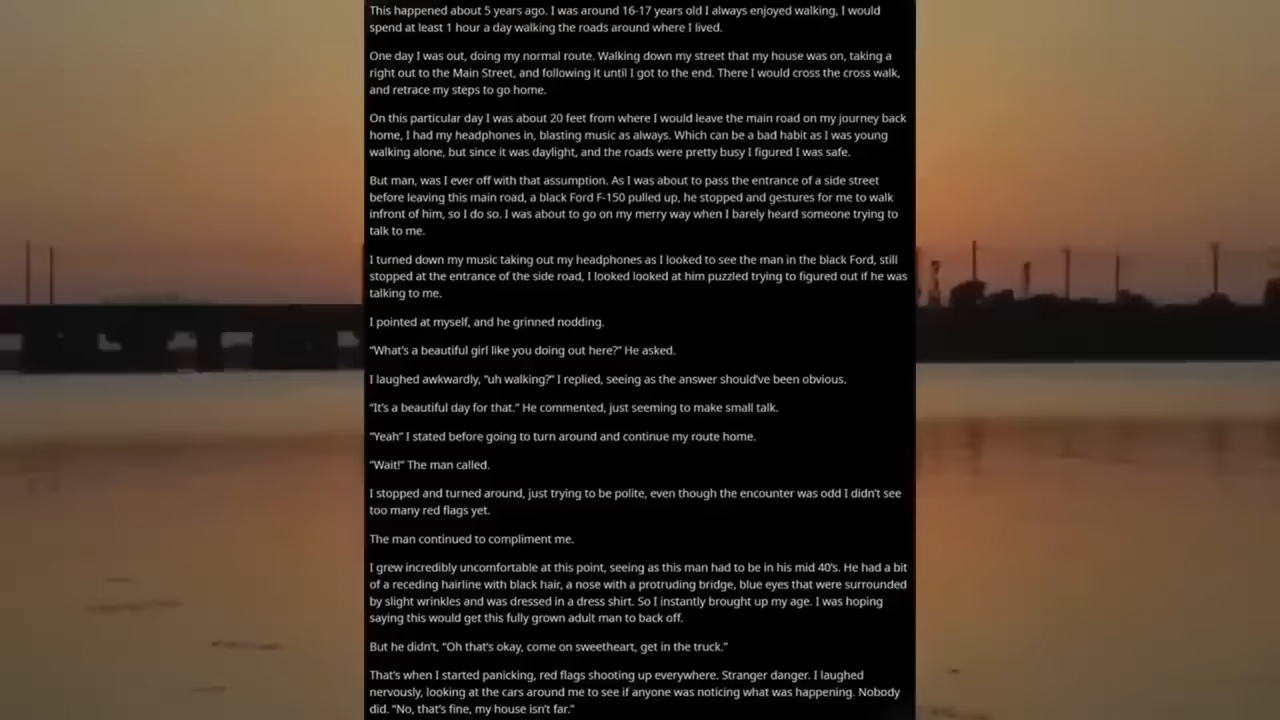 This happened about 5 years ago. I was around 16-17 years old I always enjoyed walking, I would
spend at least 1 hour a day walking the roads around where I lived.
One day I was out, doing my normal route. Walking down my street that my house was on, taking a
right out to the Main Street, and following it until I got to the end. There I would cross the cross walk,
and retrace my steps to go home.
On this particular day I was about 20 feet from where I would leave the main road on my journey back
home, I had my headphones in, blasting music as always. Which can be a bad habit as I was young
walking alone, but since it was daylight, and the roads were pretty busy I figured I was safe.
But man, was I ever off with that assumption. As I was about to pass the entrance of a side street
before leaving this main road, a black Ford F-150 pulled up, he stopped and gestures for me to walk
infront of him, so I do so. I was about to go on my merry way when I barely heard someone trying to
talk to me.
I turned down my music taking out my headphones as I looked to see the man in the black Ford, still
stopped at the entrance of the side road, I looked looked at him puzzled trying to figured out if he was
talking to me.
I pointed at myself, and he grinned nodding.
“What’s a beautiful girl like you doing out here?” He asked.
I laughed awkwardly, “uh walking?” I replied, seeing as the answer should’ve been obvious.
“It’s a beautiful day for that.” He commented, just seeming to make small talk.
“Yeah” I stated before going to turn around and continue my route home.
“Wait!” The man called.
I stopped and turned around, just trying to be polite, even though the encounter was odd I didn’t see
too many red flags yet.
The man continued to compliment me.
I grew incredibly uncomfortable at this point, seeing as this man had to be in his mid 40’s. He had a bit
of a receding hairline with black hair, a nose with a protruding bridge, blue eyes that were surrounded
by slight wrinkles and was dressed in a dress shirt. So I instantly brought up my age. I was hoping
saying this would get this fully grown adult man to back off.
But he didn’t, “Oh that’s okay, come on sweetheart, get in the truck.”
That’s when I started panicking, red flags shooting up everywhere. Stranger danger. I laughed
nervously, looking at the cars around me to see if anyone was noticing what was happening. Nobody
did. “No, that’s fine, my house isn’t far.”